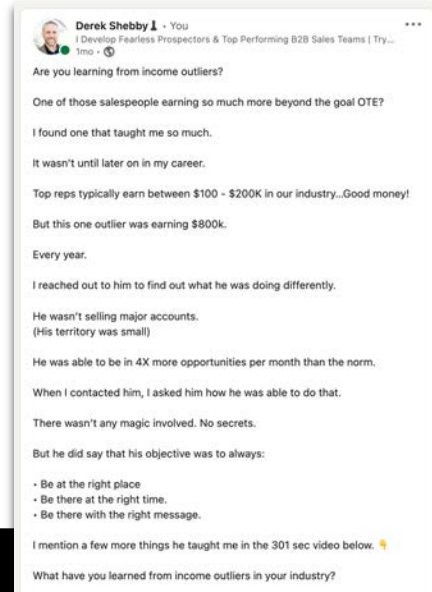 Derek Shebby · You
I Develop Fearless Prospectors & Top Performing B2B Sales Teams | Try...
1mo ·
Are you learning from income outliers?
One of those salespeople earning so much more beyond the goal OTE?
I found one that taught me so much.
It wasn't until later on in my career.
Top reps typically earn between $100 - $200K in our industry...Good money!
But this one outlier was earning $800k.
Every year.
I reached out to him to find out what he was doing differently.
He wasn't selling major accounts.
(His territory was small)
He was able to be in 4X more opportunities per month than the norm.
When I contacted him, I asked him how he was able to do that.
There wasn't any magic involved. No secrets.
But he did say that his objective was to always:
• Be at the right place
• Be there at the right time.
• Be there with the right message.
I mention a few more things he taught me in the 301 sec video below. 👇
What have you learned from income outliers in your industry?